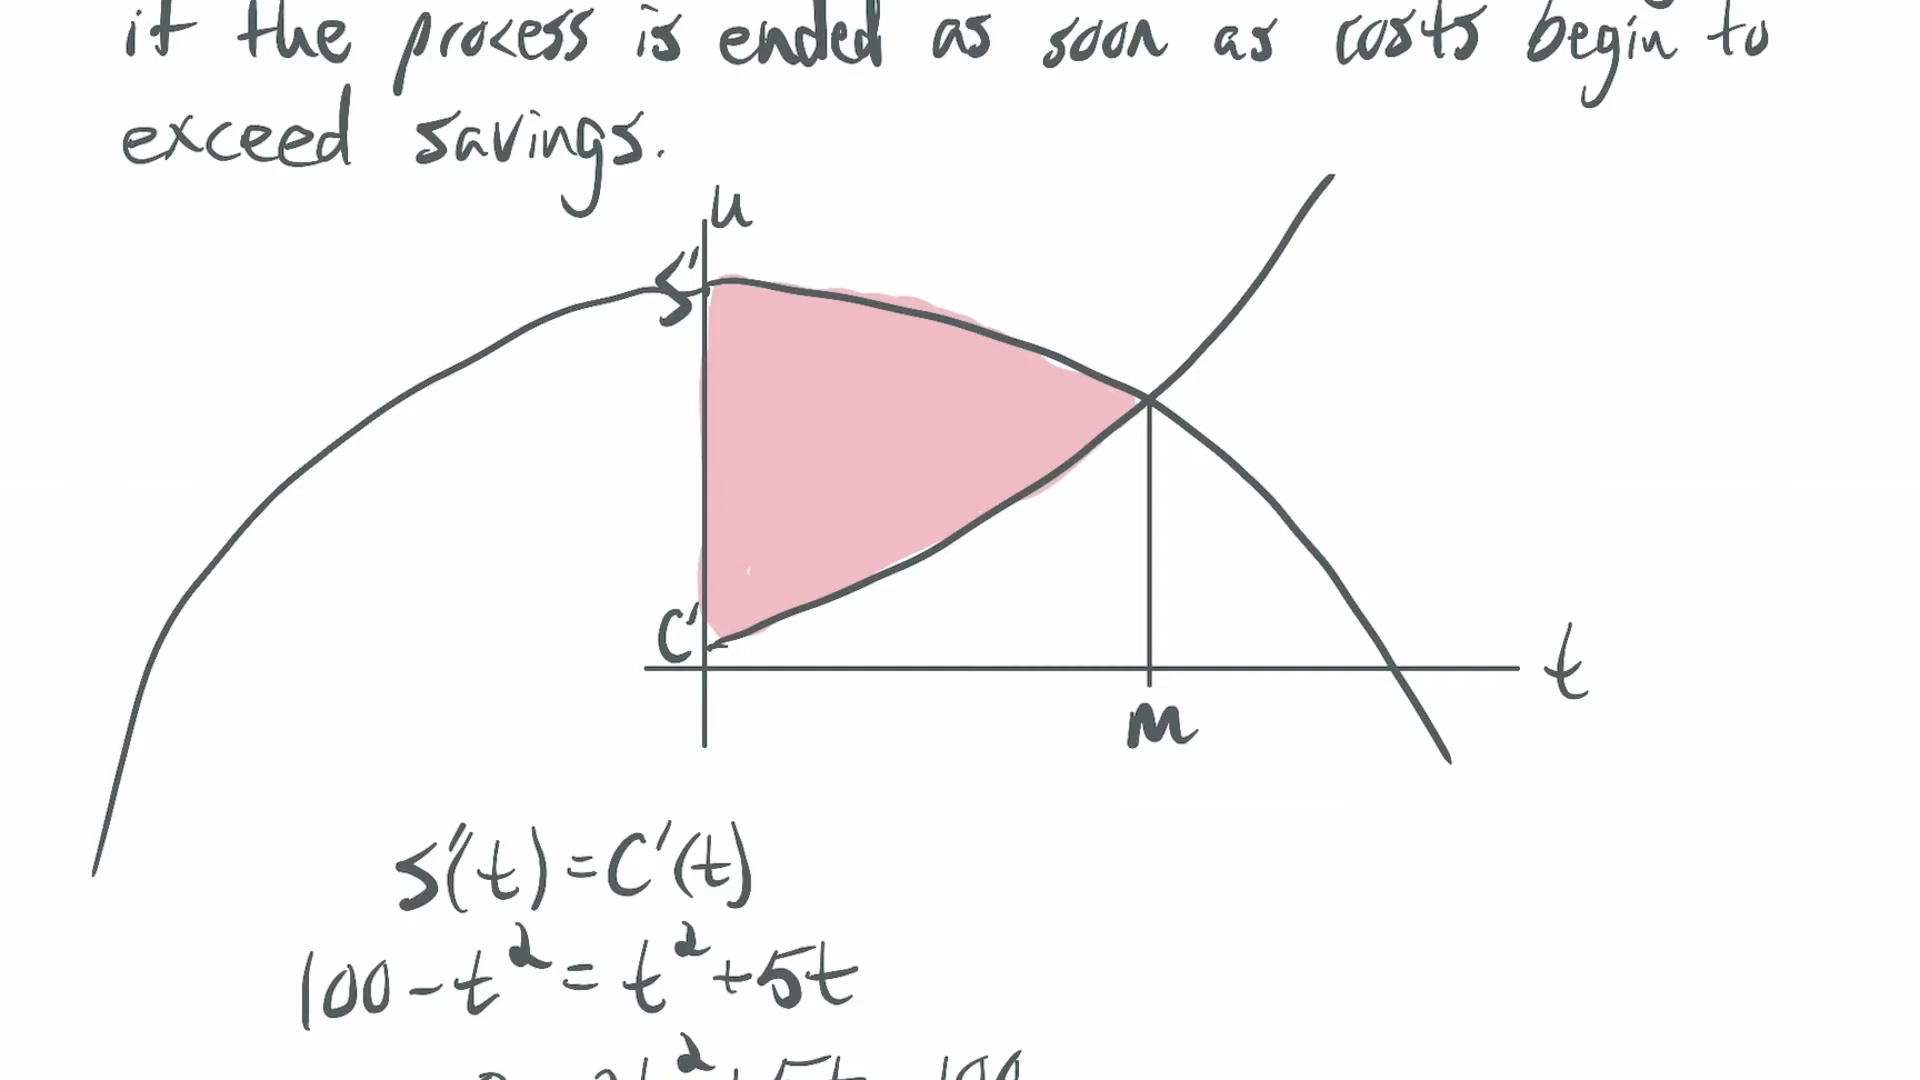 if the process is ended as soon as costs begin to
exceed savings.
u
S'
C'
t
m
S'(t) = C'(t)
100 - t² = t² + 5t